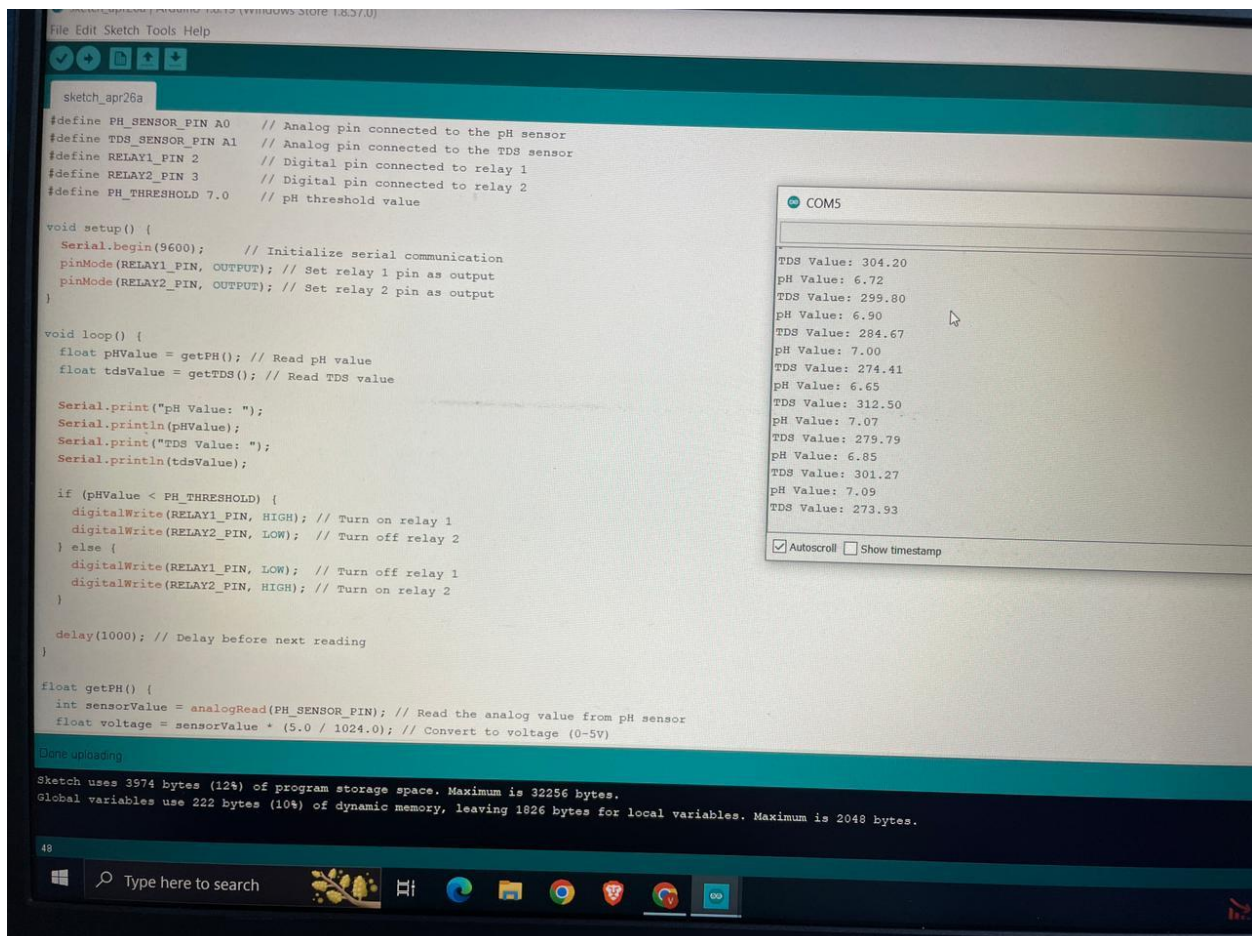 (Windows Store 1.8.57.0)
File Edit Sketch Tools Help
sketch_apr26a
#define PH_SENSOR_PIN A0    // Analog pin connected to the pH sensor
#define TDS_SENSOR_PIN A1   // Analog pin connected to the TDS sensor
#define RELAY1_PIN 2        // Digital pin connected to relay 1
#define RELAY2_PIN 3        // Digital pin connected to relay 2
#define PH_THRESHOLD 7.0    // pH threshold value
void setup() {
  Serial.begin(9600);     // Initialize serial communication
  pinMode(RELAY1_PIN, OUTPUT); // Set relay 1 pin as output
  pinMode(RELAY2_PIN, OUTPUT); // Set relay 2 pin as output
}
void loop() {
  float pHValue = getPH(); // Read pH value
  float tdsValue = getTDS(); // Read TDS value
  Serial.print("pH Value: ");
  Serial.println(pHValue);
  Serial.print("TDS Value: ");
  Serial.println(tdsValue);
  if (pHValue < PH_THRESHOLD) {
    digitalWrite(RELAY1_PIN, HIGH); // Turn on relay 1
    digitalWrite(RELAY2_PIN, LOW);  // Turn off relay 2
  } else {
    digitalWrite(RELAY1_PIN, LOW);  // Turn off relay 1
    digitalWrite(RELAY2_PIN, HIGH); // Turn on relay 2
  }
  delay(1000); // Delay before next reading
}
float getPH() {
  int sensorValue = analogRead(PH_SENSOR_PIN); // Read the analog value from pH sensor
  float voltage = sensorValue * (5.0 / 1024.0); // Convert to voltage (0-5V)
COM5
TDS Value: 304.20
pH Value: 6.72
TDS Value: 299.80
pH Value: 6.90
TDS Value: 284.67
pH Value: 7.00
TDS Value: 274.41
pH Value: 6.65
TDS Value: 312.50
pH Value: 7.07
TDS Value: 279.79
pH Value: 6.85
TDS Value: 301.27
pH Value: 7.09
TDS Value: 273.93
Autoscroll Show timestamp
Done uploading.
Sketch uses 3974 bytes (12%) of program storage space. Maximum is 32256 bytes.
Global variables use 222 bytes (10%) of dynamic memory, leaving 1826 bytes for local variables. Maximum is 2048 bytes.
48
Type here to search